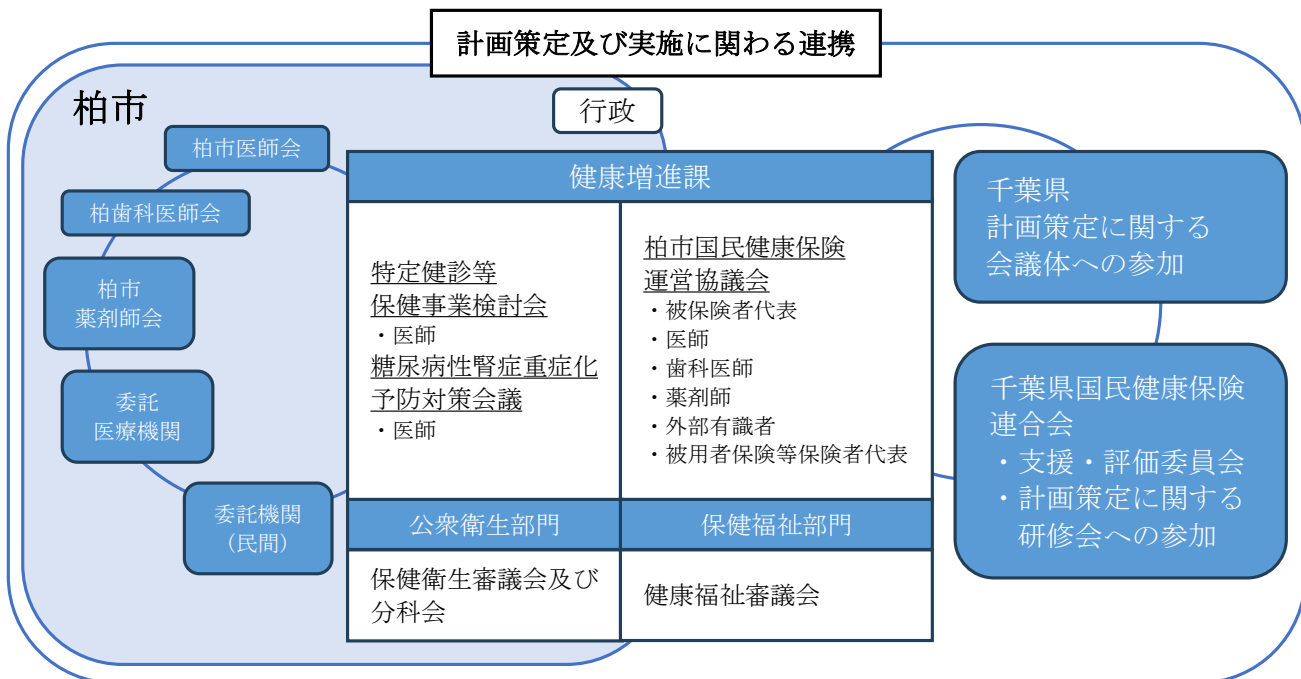 計画策定及び実施に関わる連携
柏市
行政
柏市医師会
柏歯科医師会
柏市
薬剤師会
委託
医療機関
委託機関
（民間）
健康増進課
特定健診等
保健事業検討会
・医師
糖尿病性腎症重症化
予防対策会議
・医師
柏市国民健康保険
運営協議会
・被保険者代表
・医師
・歯科医師
・薬剤師
・外部有識者
・被用者保険等保険者代表
公衆衛生部門
保健福祉部門
保健衛生審議会及び
分科会
健康福祉審議会
千葉県
計画策定に関する
会議体への参加
千葉県国民健康保険
連合会
・支援・評価委員会
・計画策定に関する
研修会への参加